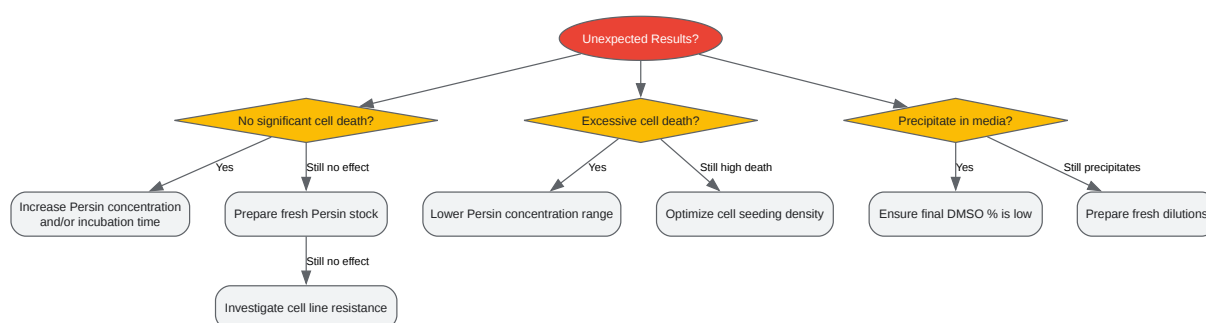 Unexpected Results?
No significant cell death?
Excessive cell death?
Precipitate in media?
Yes
Still no effect
Yes
Still high death
Yes
Still precipitates
Increase Persin concentration
and/or incubation time
Prepare fresh Persin stock
Lower Persin concentration range
Optimize cell seeding density
Ensure final DMSO % is low
Prepare fresh dilutions
Still no effect
Investigate cell line resistance